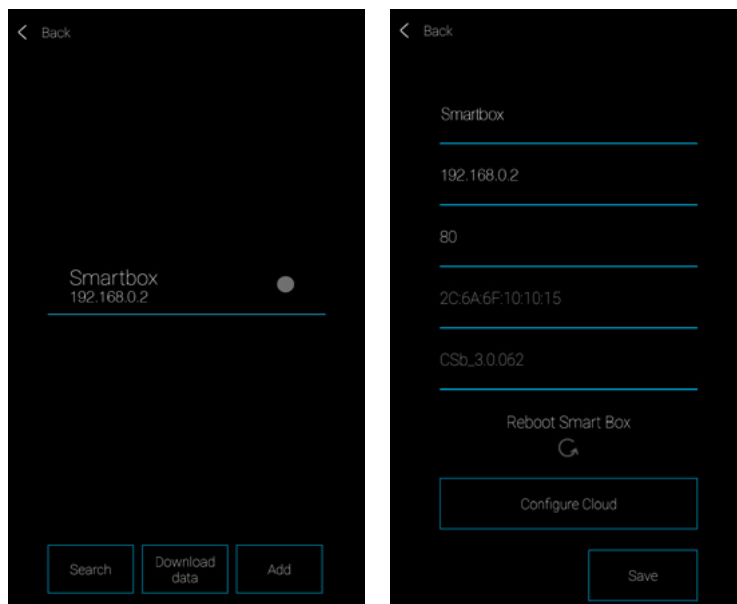 Back
Smartbox
192.168.0.2
Search
Download
data
Add
Back
Smartbox
192.168.0.2
80
2C:6A:6F:10:10:15
CSb_3.0.062
Reboot Smart Box
Configure Cloud
Save